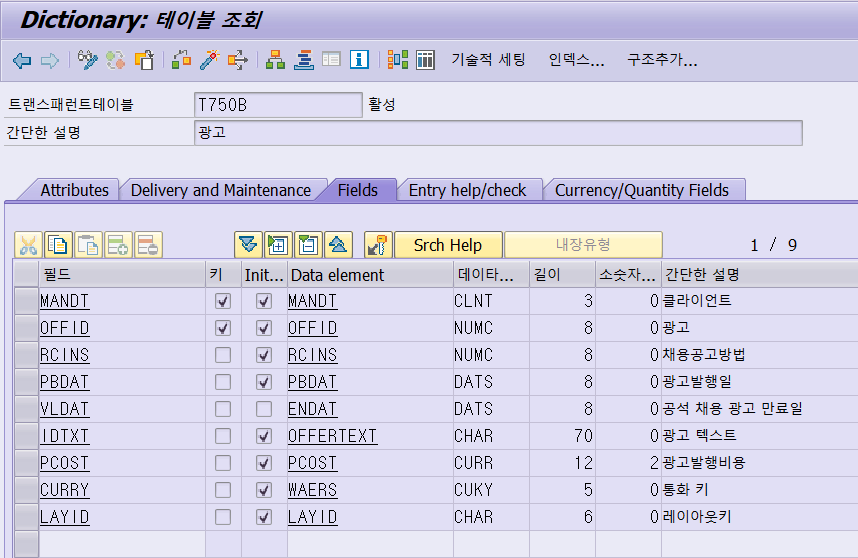 Dictionary: 테이블 조회
기술적 세팅 인덱스... 구조추가...
트랜스패런트테이블 T750B 활성
간단한 설명 광고
Attributes Delivery and Maintenance Fields Entry help/check Currency/Quantity Fields
Srch Help 내장유형 1 / 9
필드 키 Init... Data element 데이타... 길이 소숫자... 간단한 설명
MANDT MANDT CLNT 3 0 클라이언트
OFFID OFFID NUMC 8 0 광고
RCINS RCINS NUMC 8 0 채용공고방법
PBDAT PBDAT DATS 8 0 광고발행일
VLDAT ENDAT DATS 8 0 공석 채용 광고 만료일
IDTXT OFFERTEXT CHAR 70 0 광고 텍스트
PCOST PCOST CURR 12 2 광고발행비용
CURRY WAERS CUKY 5 0 통화 키
LAYID LAYID CHAR 6 0 레이아웃키